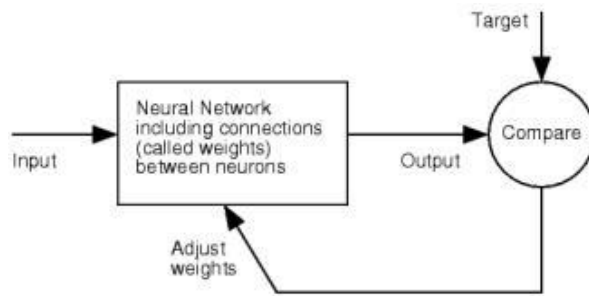 Target
Neural Network
including connections
(called weights)
between neurons
Compare
Input
Output
Adjust
weights